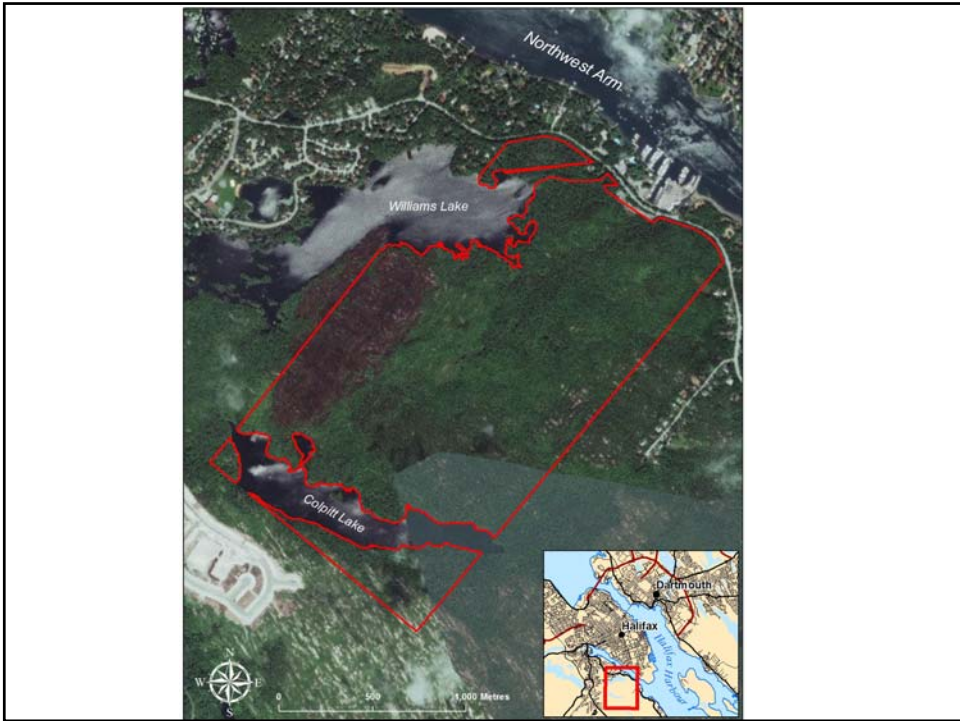 Northwest Arm
Williams Lake
Colpitt Lake
Dartmouth
Halifax
Halifax Harbour
N
W E
S
0 500 1,000 Metres